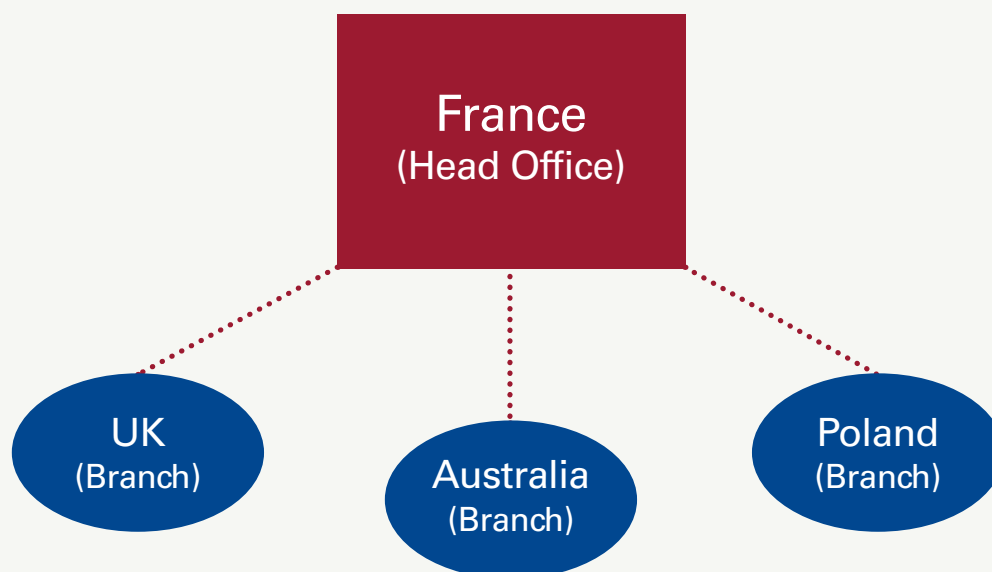 France
(Head Office)
UK
(Branch)
Australia
(Branch)
Poland
(Branch)